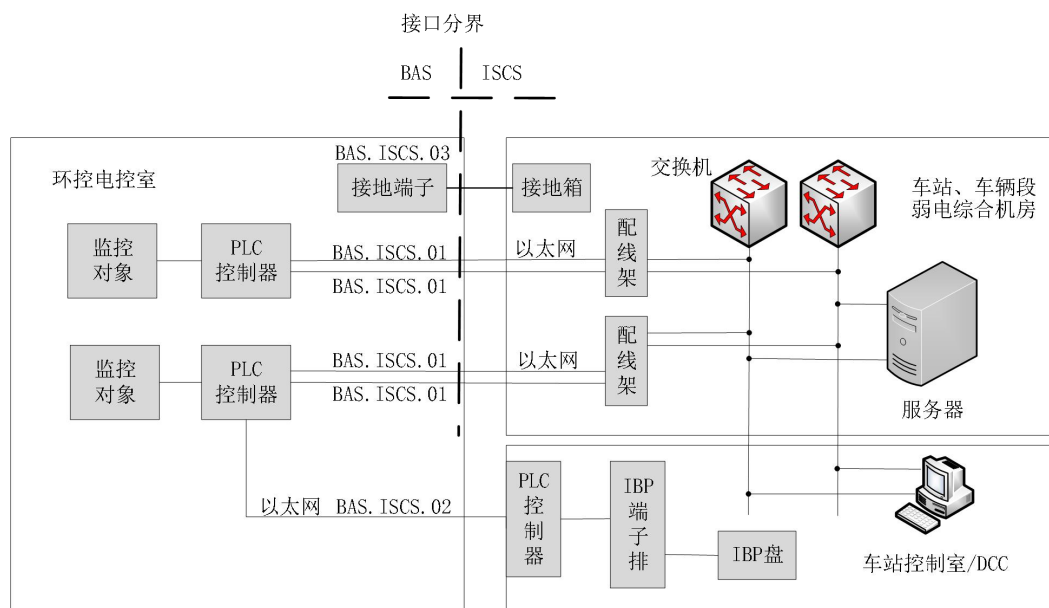 接口分界
BAS
ISCS
环控电控室
BAS.ISCS.03
接地端子
接地箱
交换机
车站、车辆段
弱电综合机房
监控
对象
PLC
控制器
BAS.ISCS.01
以太网
配
线
架
BAS.ISCS.01
监控
对象
PLC
控制器
BAS.ISCS.01
以太网
配
线
架
BAS.ISCS.01
服务器
以太网
BAS.ISCS.02
PLC
控
制
器
IBP
端
子
排
IBP盘
车站控制室/DCC